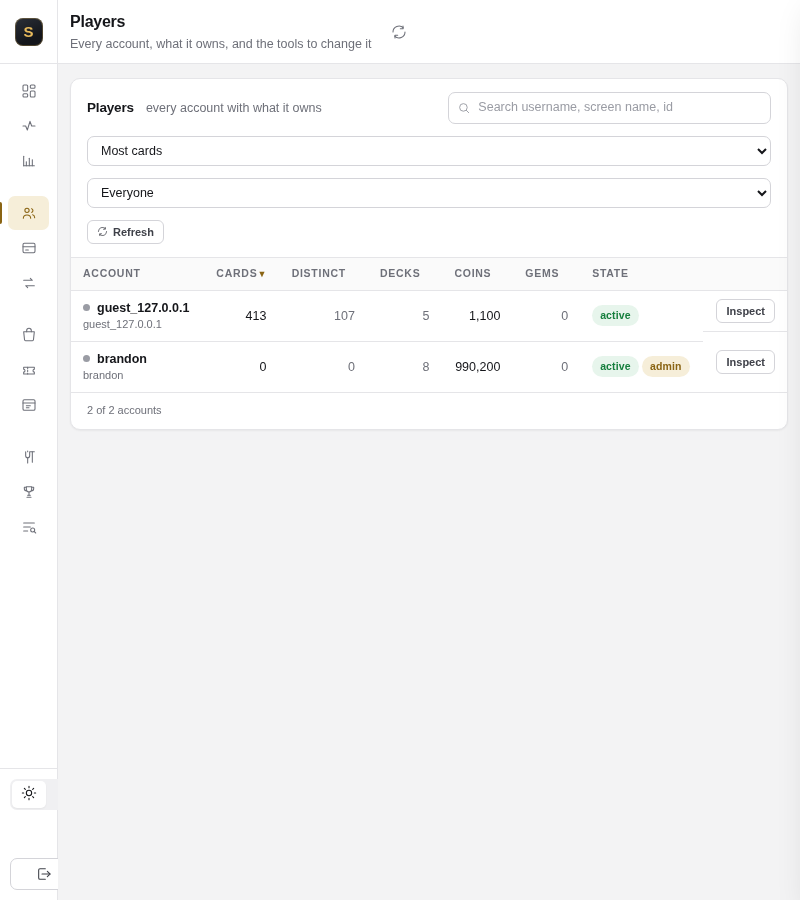 S
Players
Every account, what it owns, and the tools to change it
Players every account with what it owns
Search username, screen name, id
Most cards
Everyone
Refresh
ACCOUNT CARDS▼ DISTINCT DECKS COINS GEMS STATE
guest_127.0.0.1 413 107 5 1,100 0 active Inspect
guest_127.0.0.1
brandon 0 0 8 990,200 0 active admin Inspect
brandon
2 of 2 accounts